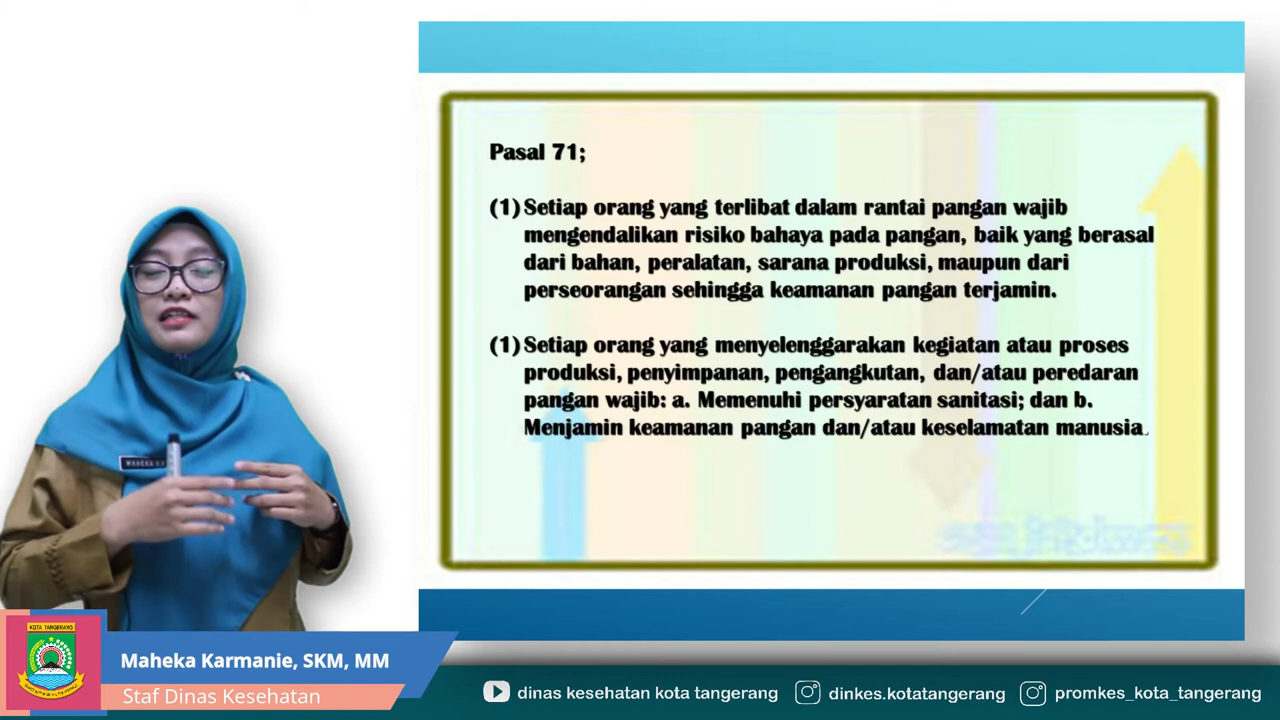 Pasal 71;
(1) Setiap orang yang terlibat dalam rantai pangan wajib
mengendalikan risiko bahaya pada pangan, baik yang berasal
dari bahan, peralatan, sarana produksi, maupun dari
perseorangan sehingga keamanan pangan terjamin.
(1) Setiap orang yang menyelenggarakan kegiatan atau proses
produksi, penyimpanan, pengangkutan, dan/atau peredaran
pangan wajib: a. Memenuhi persyaratan sanitasi; dan b.
Menjamin keamanan pangan dan/atau keselamatan manusia.
MAHEKA
KOTA TANGERANG
Maheka Karmanie, SKM, MM
Staf Dinas Kesehatan
dinas kesehatan kota tangerang
dinkes.kotatangerang
promkes_kota_tangerang